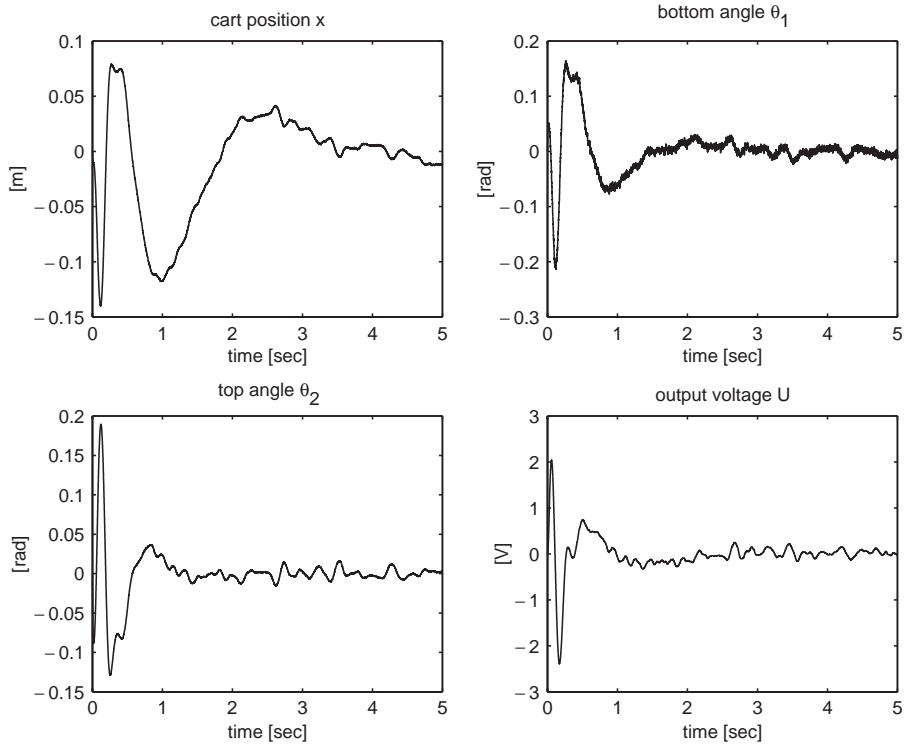 cart position x
0.1
0.05
0
−0.05
−0.1
−0.15
[m]
0 1 2 3 4 5
time [sec]
bottom angle θ1
0.2
0.1
0
−0.1
−0.2
−0.3
[rad]
0 1 2 3 4 5
time [sec]
top angle θ2
0.2
0.15
0.1
0.05
0
−0.05
−0.1
−0.15
[rad]
0 1 2 3 4 5
time [sec]
output voltage U
3
2
1
0
−1
−2
−3
[V]
0 1 2 3 4 5
time [sec]